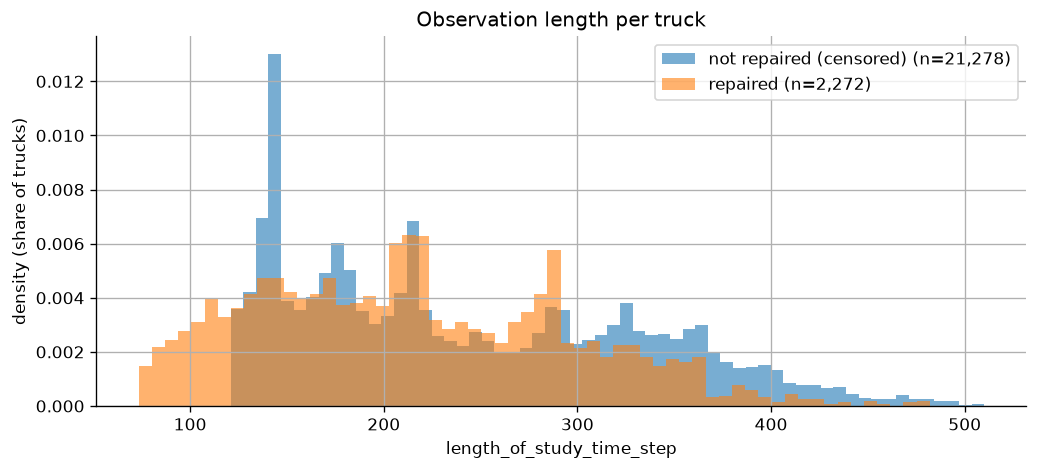 Observation length per truck
not repaired (censored) (n=21,278)
repaired (n=2,272)
density (share of trucks)
0.012
0.010
0.008
0.006
0.004
0.002
0.000
100 200 300 400 500
length_of_study_time_step